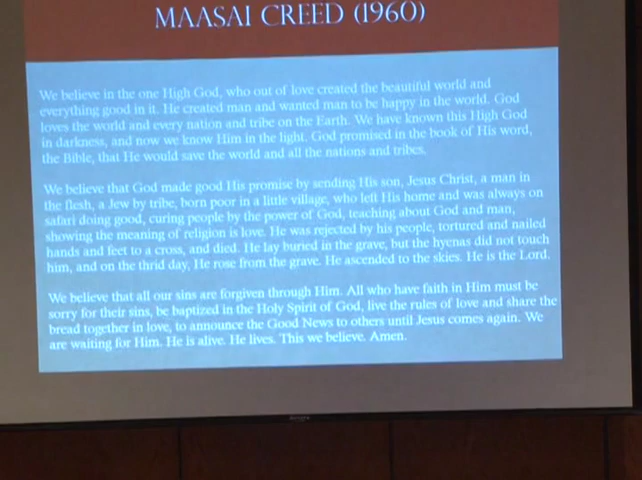 MAASAI CREED (1960)
We believe in the one High God, who out of love created the beautiful world and
everything good in it. He created man and wanted man to be happy in the world. God
loves the world and every nation and tribe on the Earth. We have known this High God
in darkness, and now we know Him in the light. God promised in the book of His word,
the Bible, that He would save the world and all the nations and tribes.
We believe that God made good His promise by sending His son, Jesus Christ, a man in
the flesh, a Jew by tribe, born poor in a little village, who left His home and was always on
safari doing good, curing people by the power of God, teaching about God and man,
showing the meaning of religion is love. He was rejected by his people, tortured and nailed
hands and feet to a cross, and died. He lay buried in the grave, but the hyenas did not touch
him, and on the thrid day, He rose from the grave. He ascended to the skies. He is the Lord.
We believe that all our sins are forgiven through Him. All who have faith in Him must be
sorry for their sins, be baptized in the Holy Spirit of God, live the rules of love and share the
bread together in love, to announce the Good News to others until Jesus comes again. We
are waiting for Him. He is alive. He lives. This we believe. Amen.